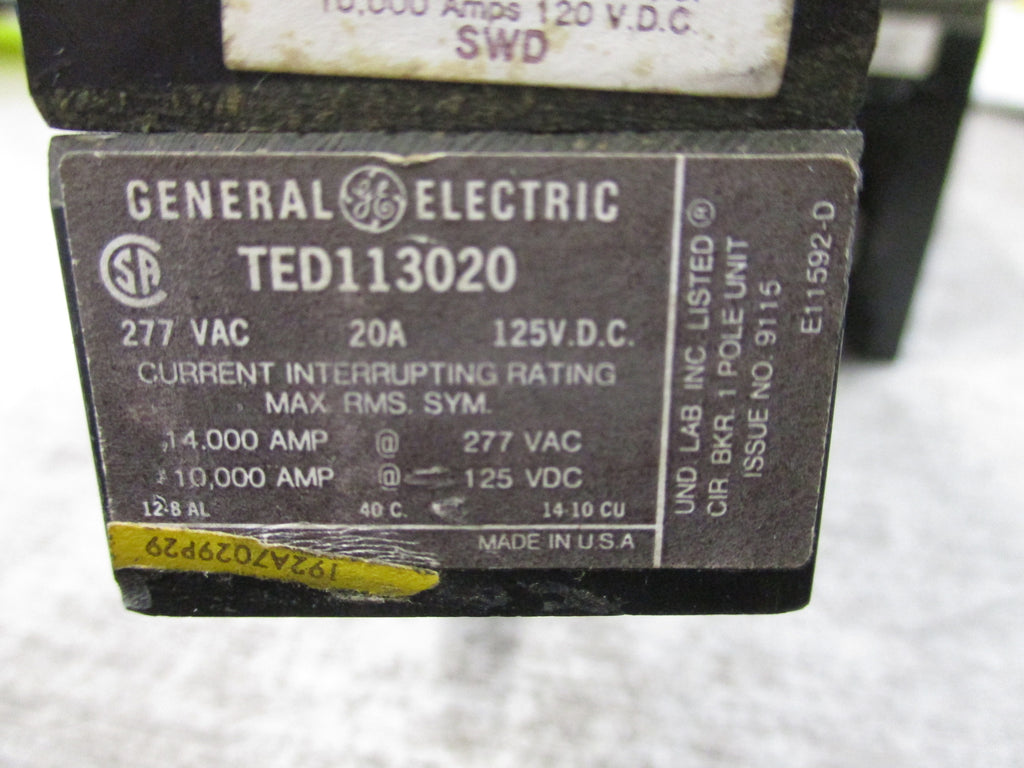 10,000 Amps 120 V.D.C.
SWD
GENERAL GE ELECTRIC
SA
TED113020
277 VAC 20A 125V.D.C.
CURRENT INTERRUPTING RATING
MAX. RMS. SYM.
14.000 AMP @ 277 VAC
10,000 AMP @ 125 VDC
12-8 AL 40 C. 14-10 CU
MADE IN U.S.A
UND LAB. INC. LISTED ®
CIR. BKR. 1 POLE UNIT
ISSUE NO. 9115
E11592-D
192A7029P29